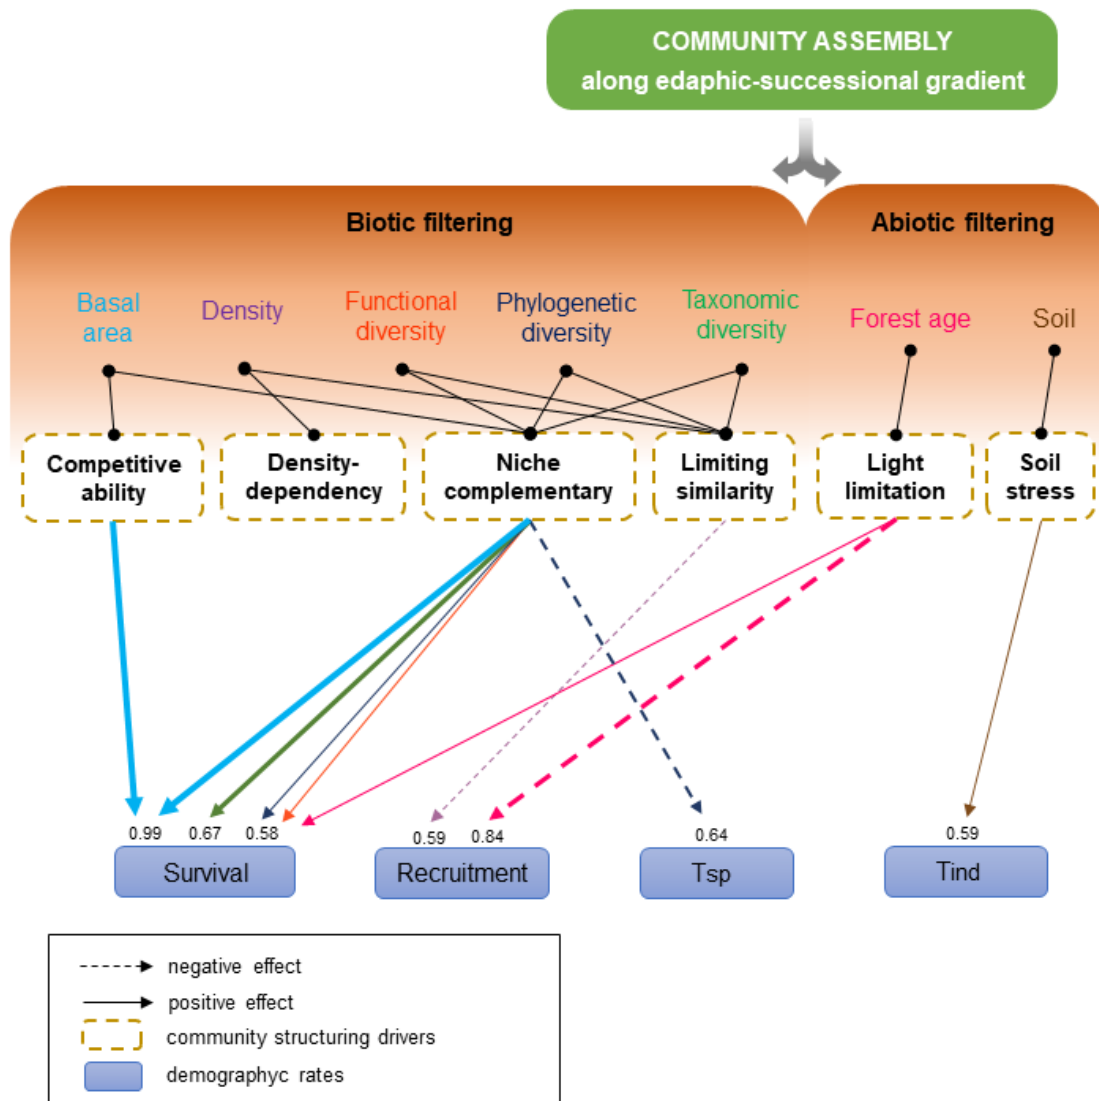 COMMUNITY ASSEMBLY
along edaphic-successional gradient
Biotic filtering
Abiotic filtering
Basal
area
Density
Functional
diversity
Phylogenetic
diversity
Taxonomic
diversity
Forest age
Soil
Competitive
ability
Density-
dependency
Niche
complementary
Limiting
similarity
Light
limitation
Soil
stress
0.99
0.67
0.58
0.59
0.84
0.64
0.59
Survival
Recruitment
Tsp
Tind
negative effect
positive effect
community structuring drivers
demographyc rates